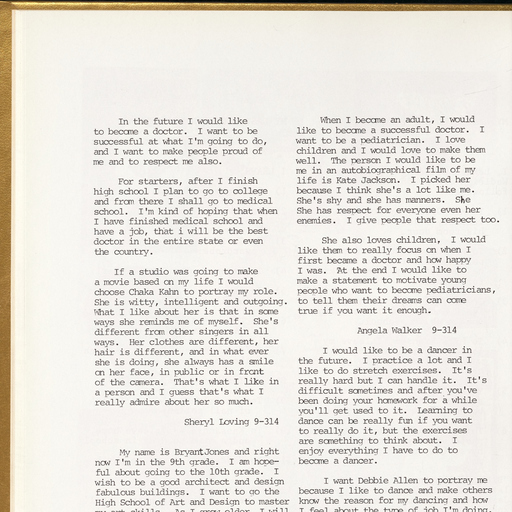 In the future I would like
to become a doctor. I want to be
successful at what I'm going to do,
and I want to make people proud of
me and to respect me also.
For starters, after I finish
high school I plan to go to college
and from there I shall go to medical
school. I'm kind of hoping that when
I have finished medical school and
have a job, that i will be the best
doctor in the entire state or even
the country.
If a studio was going to make
a movie based on my life I would
choose Chaka Kahn to portray my role.
She is witty, intelligent and outgoing.
What I like about her is that in some
ways she reminds me of myself. She's
different from other singers in all
ways. Her clothes are different, her
hair is different, and in what ever
she is doing, she always has a smile
on her face, in public or in front
of the camera. That's what I like in
a person and I guess that's what I
really admire about her so much.
Sheryl Loving 9-314
My name is Bryant Jones and right
now I'm in the 9th grade. I am hope-
ful about going to the 10th grade. I
wish to be a good architect and design
fabulous buildings. I want to go the
High School of Art and Design to master
my art skills. As I grow older, I will
When I become an adult, I would
like to become a successful doctor. I
want to be a pediatrician. I love
children and I would love to make them
well. The person I would like to be
me in an autobiographical film of my
life is Kate Jackson. I picked her
because I think she's a lot like me.
She's shy and she has manners. She
She has respect for everyone even her
enemies. I give people that respect too.
She also loves children, I would
like them to really focus on when I
first became a doctor and how happy
I was. At the end I would like to
make a statement to motivate young
people who want to become pediatricians,
to tell them their dreams can come
true if you want it enough.
Angela Walker 9-314
I would like to be a dancer in
the future. I practice a lot and I
like to do stretch exercises. It's
really hard but I can handle it. It's
difficult sometimes and after you've
been doing your homework for a while
you'll get used to it. Learning to
dance can be really fun if you want
to really do it, but the exercises
are something to think about. I
enjoy everything I have to do to
become a dancer.
I want Debbie Allen to portray me
because I like to dance and make others
know the reason for my dancing and how
I feel about the type of job I'm doing.